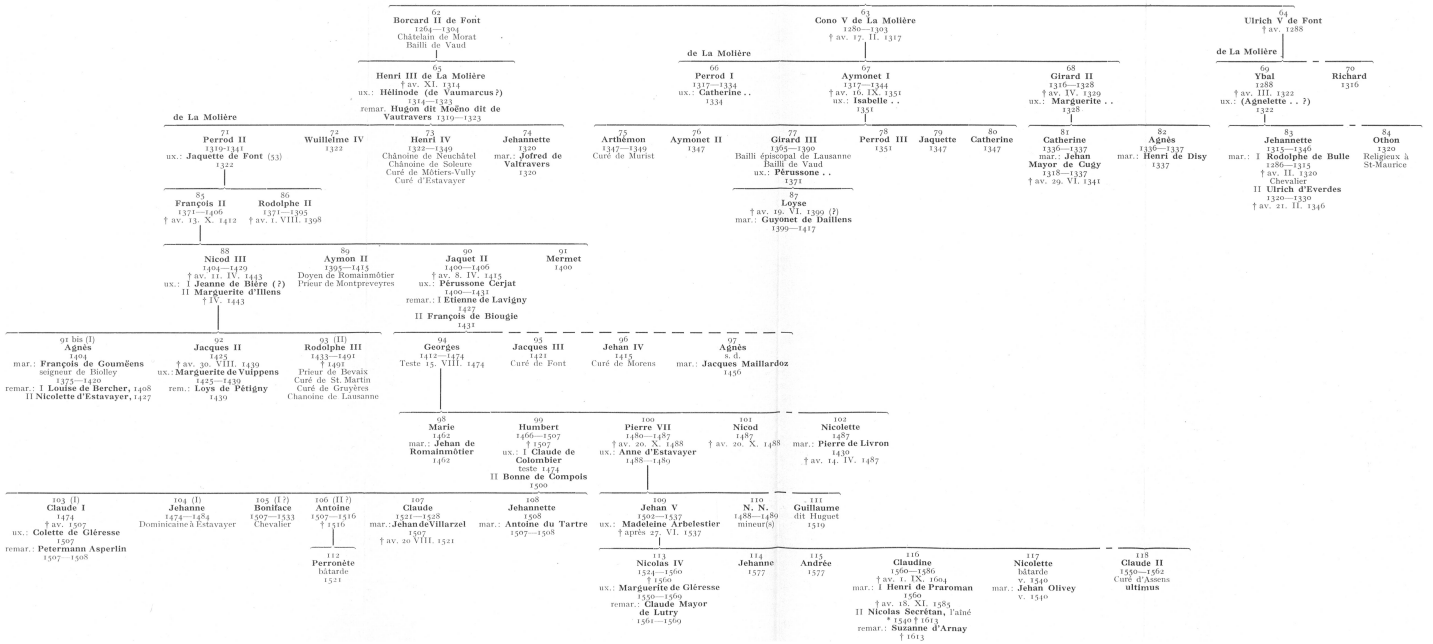 62
Borcard II de Font
1264—1304
Châtelain de Morat
Bailli de Vaud
63
Cono V de La Molière
1280—1303
† av. 17. II. 1317
64
Ulrich V de Font
† av. 1288
de La Molière
de La Molière
65
Henri III de La Molière
† av. XI. 1314
ux.: Hélinode (de Vaumarcus?)
1314—1323
remar. Hugon dit Moëno dit de
Vautravers 1319—1323
66
Perrod I
1317—1334
ux.: Catherine . .
1334
67
Aymonet I
1317—1344
† av. 16. IX. 1351
ux.: Isabelle . .
1351
68
Girard II
1316—1328
† av. IV. 1329
ux.: Marguerite . .
1328
69
Ybal
1288
† av. III. 1322
ux.: (Agnelette . . ?)
1322
70
Richard
1316
de La Molière
71
Perrod II
1319-1341
ux.: Jaquette de Font (53)
1322
72
Wuillelme IV
1322
73
Henri IV
1322—1349
Chânoine de Neuchâtel
Chânoine de Soleure
Curé de Môtiers-Vully
Curé d'Estavayer
74
Jehannette
1320
mar.: Jofred de
Valtravers
1320
75
Arthémon
1347—1349
Curé de Murist
76
Aymonet II
1347
77
Girard III
1365—1390
Bailli épiscopal de Lausanne
Bailli de Vaud
ux.: Pérussone . .
1371
78
Perrod III
1351
79
Jaquette
1347
80
Catherine
1347
81
Catherine
1336—1337
mar.: Jehan
Mayor de Cugy
1318—1337
† av. 29. VI. 1341
82
Agnès
1336—1337
mar.: Henri de Disy
1337
83
Jehannette
1315—1346
mar.: I Rodolphe de Bulle
1286—1315
† av. II. 1320
Chevalier
II Ulrich d'Everdes
1320—1330
† av. 21. II. 1346
84
Othon
1320
Religieux à
St-Maurice
85
François II
1371—1406
† av. 13. X. 1412
86
Rodolphe II
1371—1395
† av. 1. VIII. 1398
87
Loyse
† av. 19. VI. 1399 (?)
mar.: Guyonet de Daillens
1399—1417
88
Nicod III
1404—1429
† av. 11. IV. 1443
ux.: I Jeanne de Bière (?)
II Marguerite d'Illens
† IV. 1443
89
Aymon II
1395—1415
Doyen de Romainmôtier
Prieur de Montpreveyres
90
Jaquet II
1400—1406
† av. 8. IV. 1415
ux.: Pérussone Cerjat
1400—1431
remar.: I Etienne de Lavigny
1427
II François de Biougie
1431
91
Mermet
1400
91 bis (I)
Agnès
1404
mar.: François de Gouméens
seigneur de Biolley
1375—1420
remar.: I Louise de Bercher, 1408
II Nicolette d'Estavayer, 1427
92
Jacques II
1425
† av. 30. VIII. 1439
ux.: Marguerite de Vuippens
1425—1439
rem.: Loys de Pétigny
1439
93 (II)
Rodolphe III
1433—1491
† 1491
Prieur de Bevaix
Curé de St. Martin
Curé de Gruyères
Chanoine de Lausanne
94
Georges
1412—1474
Teste 15. VIII. 1474
95
Jacques III
1421
Curé de Font
96
Jehan IV
1415
Curé de Morens
97
Agnès
s. d.
mar.: Jacques Maillardoz
1456
98
Marie
1462
mar.: Jehan de
Romainmôtier
1462
99
Humbert
1466—1507
† 1507
ux.: I Claude de
Colombier
teste 1474
II Bonne de Compois
1500
100
Pierre VII
1480—1487
† av. 20. X. 1488
ux.: Anne d'Estavayer
1488—1489
101
Nicod
1487
† av. 20. X. 1488
102
Nicolette
1487
mar.: Pierre de Livron
1430
† av. 14. IV. 1487
103 (I)
Claude I
1474
† av. 1507
ux.: Colette de Gléresse
1507
remar.: Petermann Asperlin
1507—1508
104 (I)
Jehanne
1474—1484
Dominicaine à Estavayer
105 (I ?)
Boniface
1507—1533
Chevalier
106 (II ?)
Antoine
1507—1516
† 1516
107
Claude
1521—1528
mar.: Jehan de Villarzel
1507
† av. 20 VIII. 1521
108
Jehannette
1508
mar.: Antoine du Tartre
1507—1508
109
Jehan V
1502—1537
ux.: Madeleine Arbelestier
† après 27. VI. 1537
110
N. N.
1488—1489
mineur(s)
111
Guillaume
dit Huguet
1519
112
Perronète
bâtarde
1521
113
Nicolas IV
1524—1560
† 1560
ux.: Marguerite de Gléresse
1550—1569
remar.: Claude Mayor
de Lutry
1561—1569
114
Jehanne
1577
115
Andrée
1577
116
Claudine
1560—1586
† av. 1. IX. 1604
mar.: I Henri de Praroman
1560
† av. 18. XI. 1585
II Nicolas Secrétan, l'aîné
* 1540 † 1613
remar.: Suzanne d'Arnay
† 1613
117
Nicolette
bâtarde
v. 1540
mar.: Jehan Olivey
v. 1540
118
Claude II
1550—1562
Curé d'Assens
ultimus